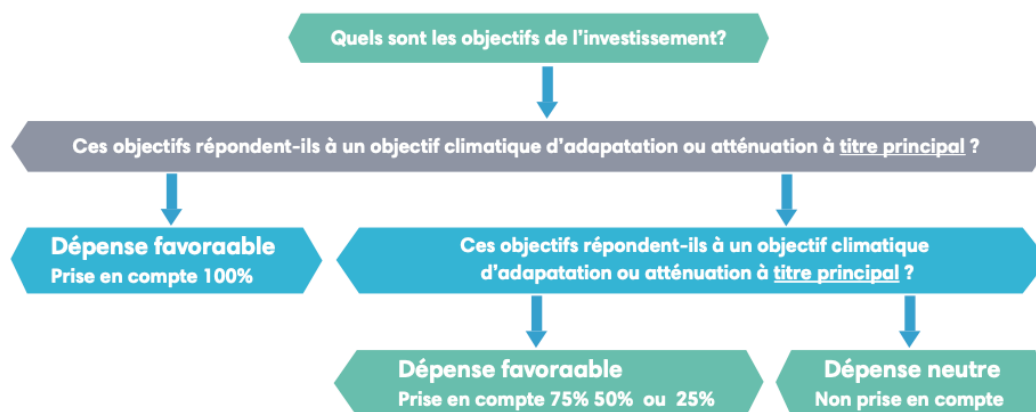 Quels sont les objectifs de l'investissement?
Ces objectifs répondent-ils à un objectif climatique d'adapatation ou atténuation à titre principal ?
Dépense favoraable
Prise en compte 100%
Ces objectifs répondent-ils à un objectif climatique
d'adapatation ou atténuation à titre principal ?
Dépense favoraable
Prise en compte 75% 50% ou 25%
Dépense neutre
Non prise en compte